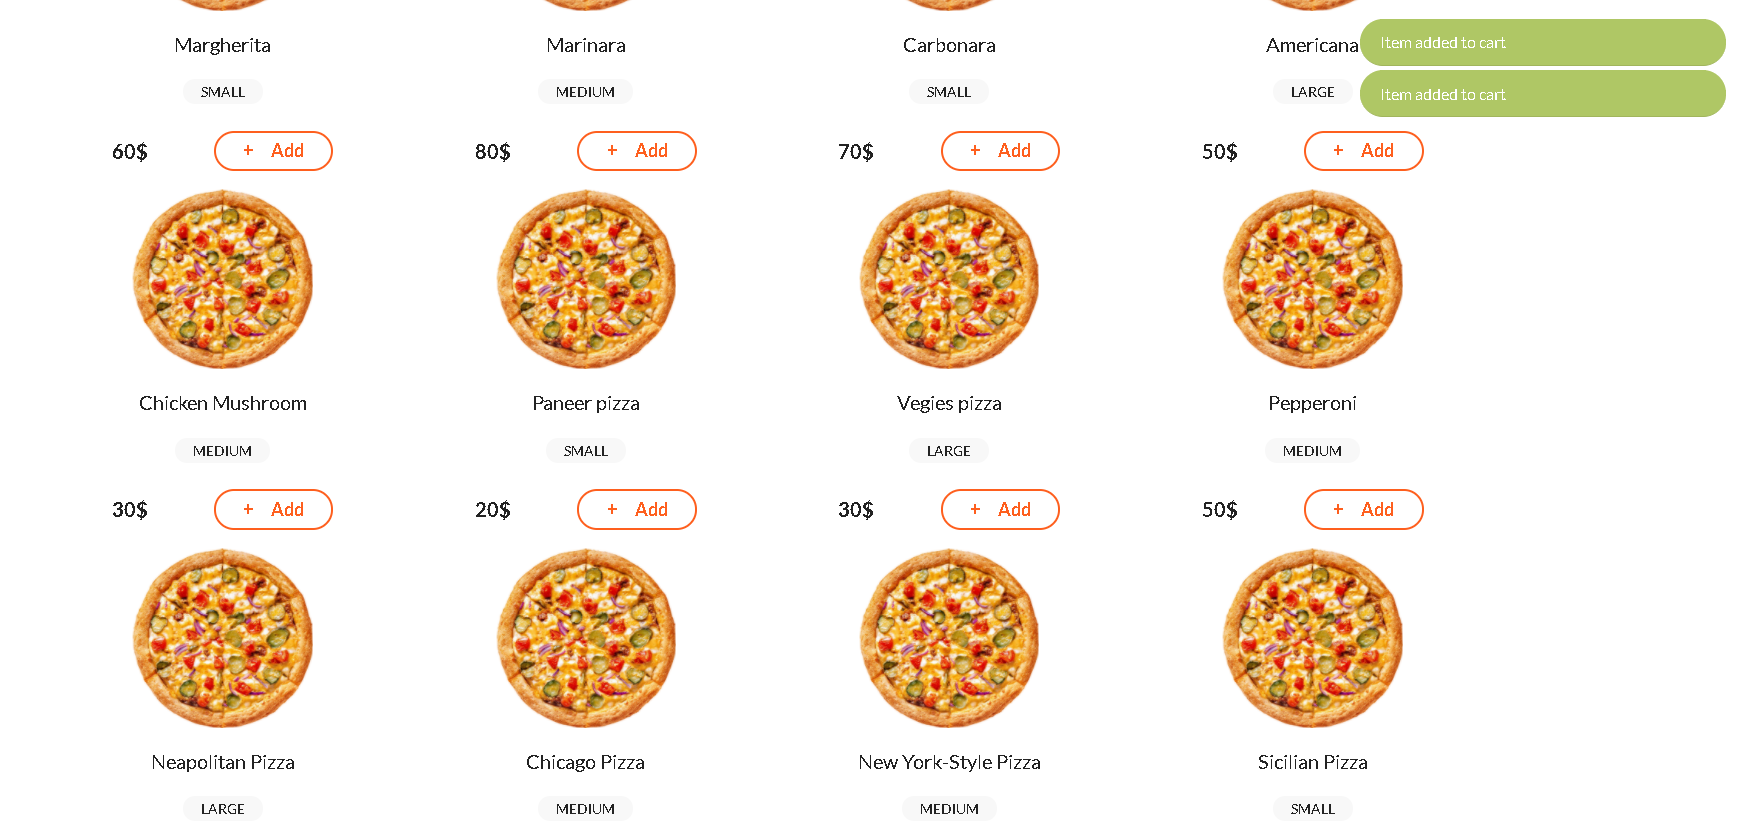 Margherita
Marinara
Carbonara
Americana
Item added to cart
Item added to cart
SMALL
MEDIUM
SMALL
LARGE
60$
+ Add
80$
+ Add
70$
+ Add
50$
+ Add
Chicken Mushroom
Paneer pizza
Vegies pizza
Pepperoni
MEDIUM
SMALL
LARGE
MEDIUM
30$
+ Add
20$
+ Add
30$
+ Add
50$
+ Add
Neapolitan Pizza
Chicago Pizza
New York-Style Pizza
Sicilian Pizza
LARGE
MEDIUM
MEDIUM
SMALL